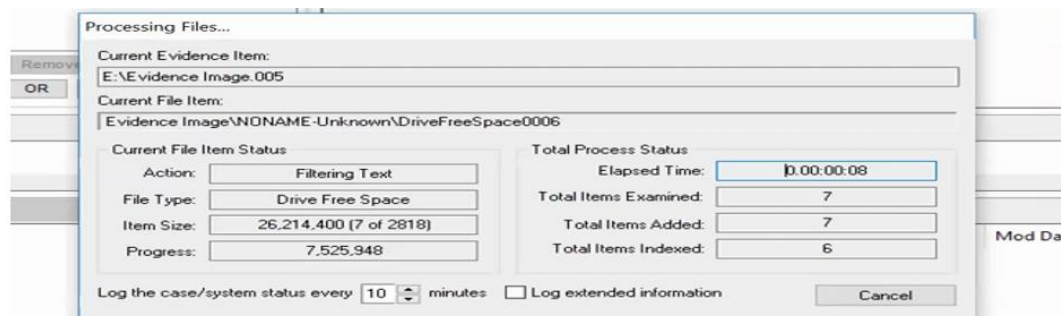 Processing Files...
Current Evidence Item:
Remove
E:\Evidence Image.005
OR
Current File Item:
Evidence Image\NONAME-Unknown\DriveFreeSpace0006
Current File Item Status
Total Process Status
Action: Filtering Text
Elapsed Time: 0.00:00:08
File Type: Drive Free Space
Total Items Examined: 7
Item Size: 26,214,400 (7 of 2818)
Total Items Added: 7
Mod Da
Progress: 7,525,948
Total Items Indexed: 6
Log the case/system status every 10 minutes Log extended information Cancel